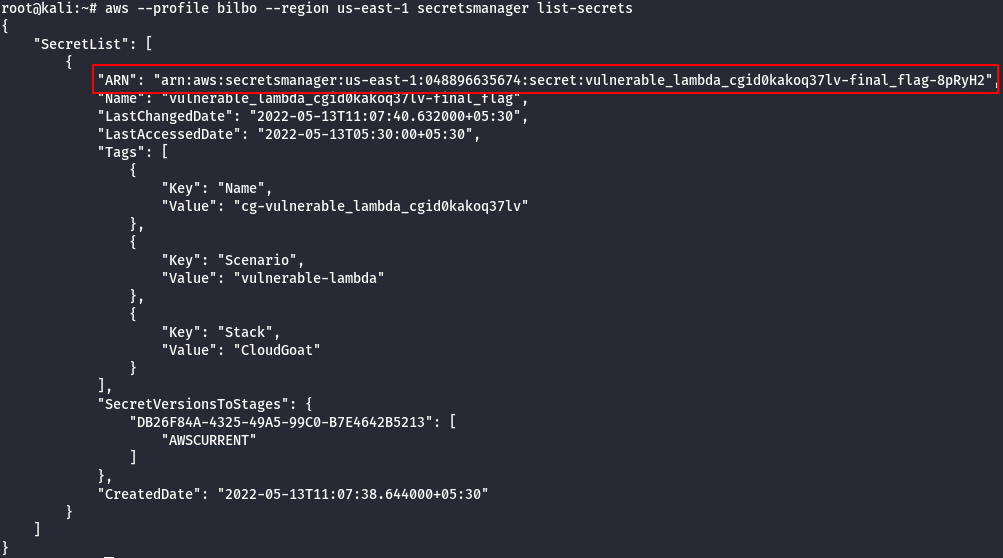 root@kali:~# aws --profile bilbo --region us-east-1 secretsmanager list-secrets
{
    "SecretList": [
        {
            "ARN": "arn:aws:secretsmanager:us-east-1:048896635674:secret:vulnerable_lambda_cgid0kakoq37lv-final_flag-8pRyH2",
            "Name": "vulnerable_lambda_cgid0kakoq37lv-final_flag",
            "LastChangedDate": "2022-05-13T11:07:40.632000+05:30",
            "LastAccessedDate": "2022-05-13T05:30:00+05:30",
            "Tags": [
                {
                    "Key": "Name",
                    "Value": "cg-vulnerable_lambda_cgid0kakoq37lv"
                },
                {
                    "Key": "Scenario",
                    "Value": "vulnerable-lambda"
                },
                {
                    "Key": "Stack",
                    "Value": "CloudGoat"
                }
            ],
            "SecretVersionsToStages": {
                "DB26F84A-4325-49A5-99C0-B7E4642B5213": [
                    "AWSCURRENT"
                ]
            },
            "CreatedDate": "2022-05-13T11:07:38.644000+05:30"
        }
    ]
}